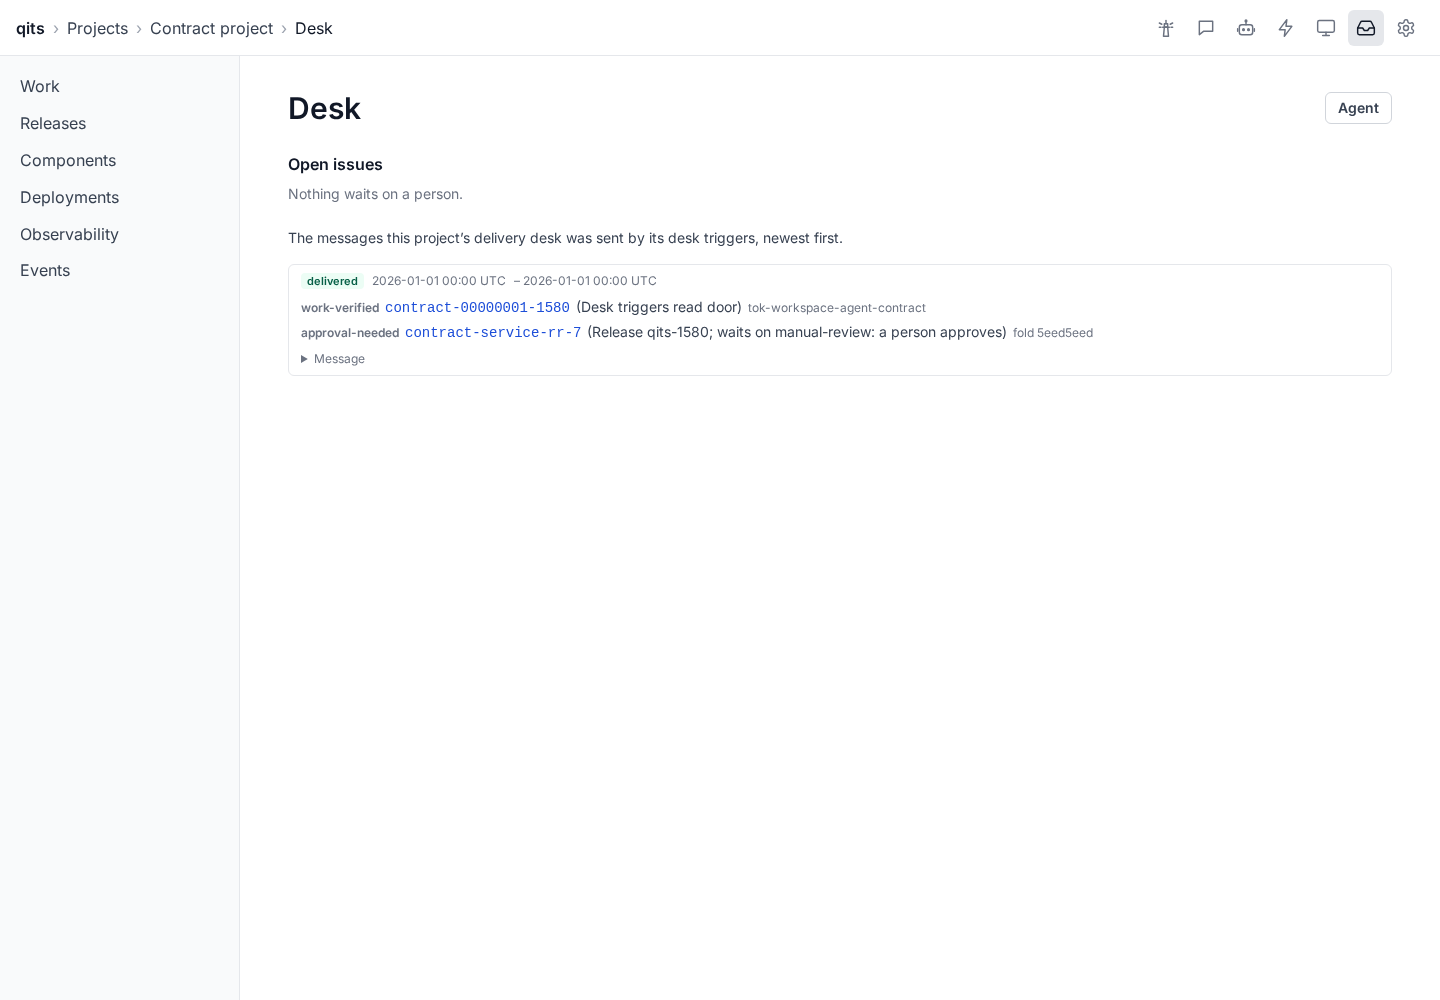 qits › Projects › Contract project › Desk
Work
Releases
Components
Deployments
Observability
Events
Desk
Agent
Open issues
Nothing waits on a person.
The messages this project’s delivery desk was sent by its desk triggers, newest first.
delivered 2026-01-01 00:00 UTC – 2026-01-01 00:00 UTC
work-verified contract-00000001-1580 (Desk triggers read door) tok-workspace-agent-contract
approval-needed contract-service-rr-7 (Release qits-1580; waits on manual-review: a person approves) fold 5eed5eed
Message